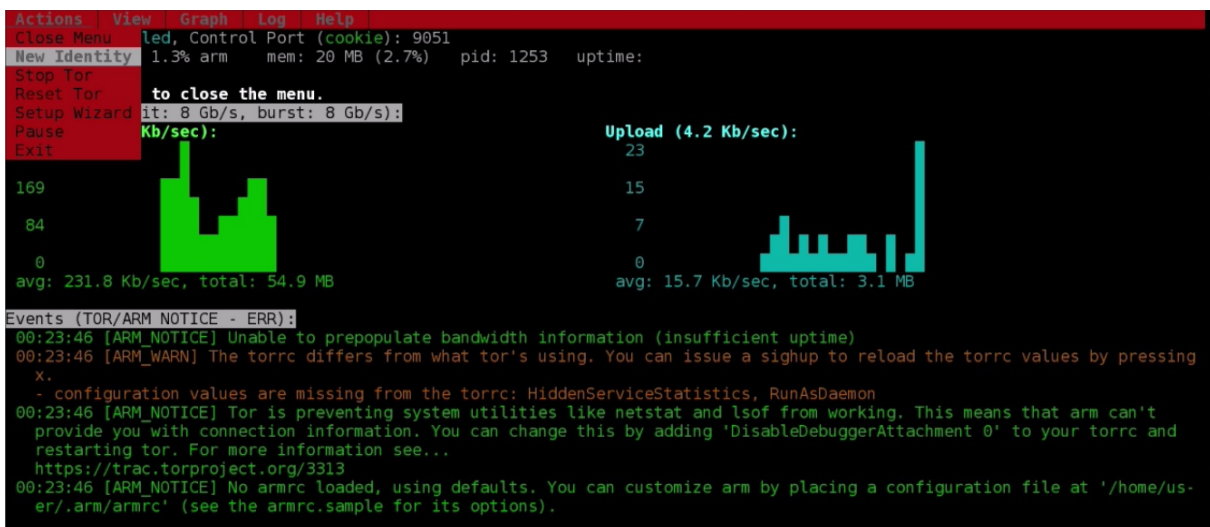 Actions View Graph Log Help
Close Menu led, Control Port (cookie): 9051
New Identity 1.3% arm mem: 20 MB (2.7%) pid: 1253 uptime:
Stop Tor
Reset Tor to close the menu.
Setup Wizard it: 8 Gb/s, burst: 8 Gb/s):
Pause Kb/sec): Upload (4.2 Kb/sec):
Exit 23
169 15
84 7
0 0
avg: 231.8 Kb/sec, total: 54.9 MB avg: 15.7 Kb/sec, total: 3.1 MB
Events (TOR/ARM NOTICE - ERR):
00:23:46 [ARM_NOTICE] Unable to prepopulate bandwidth information (insufficient uptime)
00:23:46 [ARM_WARN] The torrc differs from what tor's using. You can issue a sighup to reload the torrc values by pressing
x.
- configuration values are missing from the torrc: HiddenServiceStatistics, RunAsDaemon
00:23:46 [ARM_NOTICE] Tor is preventing system utilities like netstat and lsof from working. This means that arm can't
provide you with connection information. You can change this by adding 'DisableDebuggerAttachment 0' to your torrc and
restarting tor. For more information see...
https://trac.torproject.org/3313
00:23:46 [ARM_NOTICE] No armrc loaded, using defaults. You can customize arm by placing a configuration file at '/home/us-
er/.arm/armrc' (see the armrc.sample for its options).